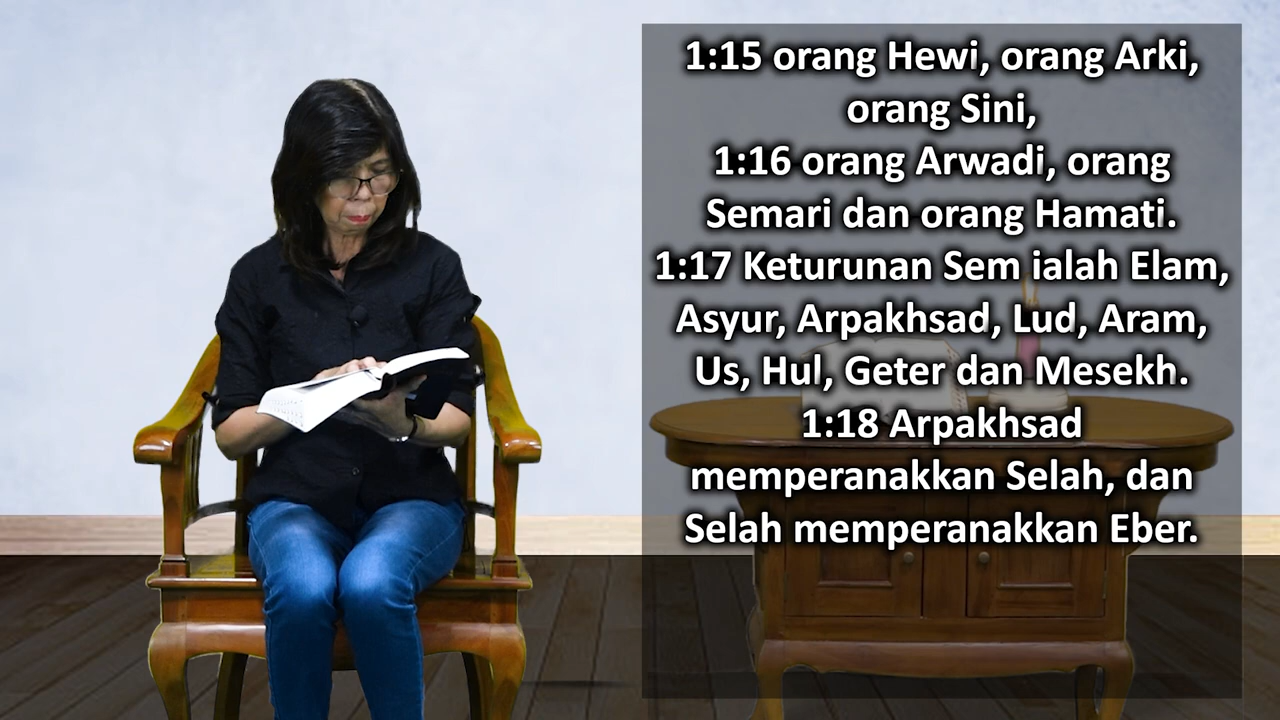 1:15 orang Hewi, orang Arki,
orang Sini,
1:16 orang Arwadi, orang
Semari dan orang Hamati.
1:17 Keturunan Sem ialah Elam,
Asyur, Arpakhsad, Lud, Aram,
Us, Hul, Geter dan Mesekh.
1:18 Arpakhsad
memperanakkan Selah, dan
Selah memperanakkan Eber.